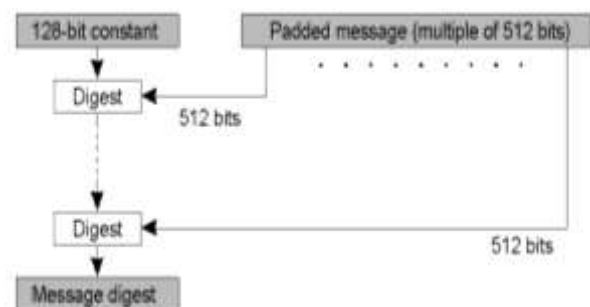 128-bit constant
Padded message (multiple of 512 bits)
Digest
512 bits
Digest
512 bits
Message digest